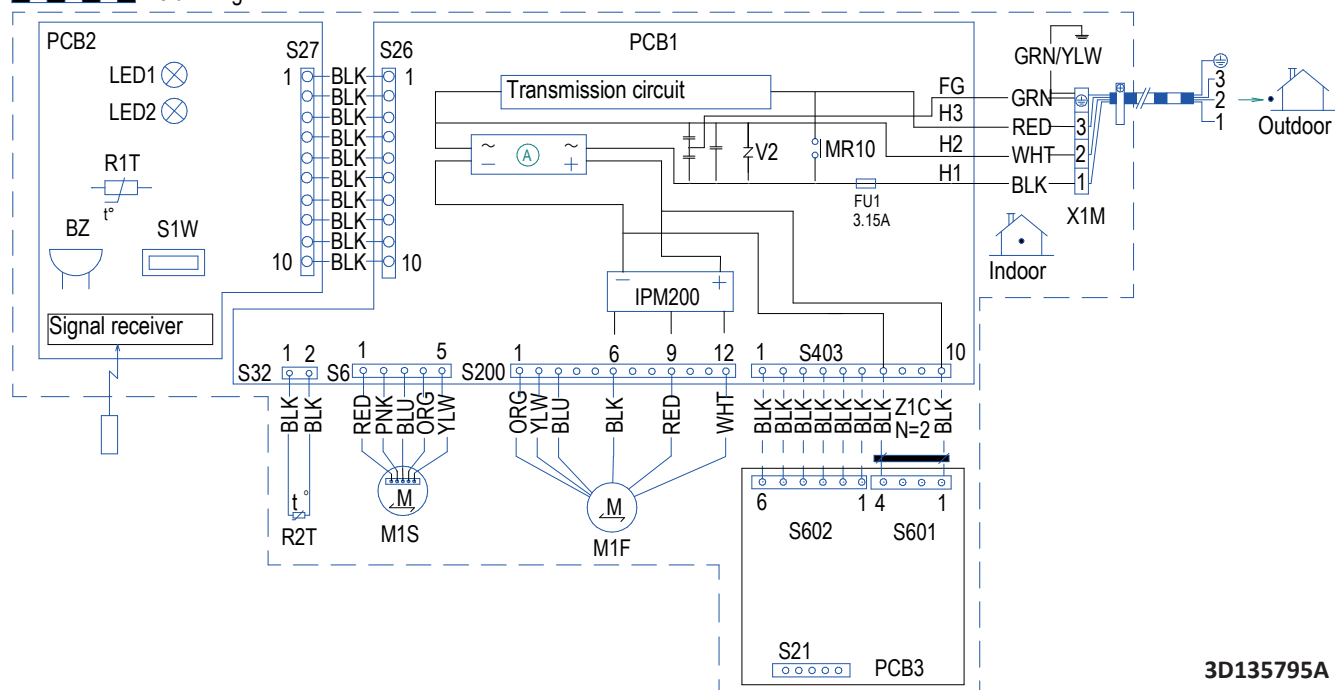 PCB2
S27
S26
PCB1
LED1
LED2
1
BLK
1
BLK
BLK
BLK
BLK
BLK
BLK
BLK
BLK
10
BLK
10
R1T
t°
BZ
S1W
Signal receiver
Transmission circuit
~
A
~
−
+
V2
MR10
FU1
3.15A
FG
H3
H2
H1
GRN/YLW
GRN
RED
3
WHT
2
BLK
1
X1M
3
2
1
Outdoor
Indoor
−
+
IPM200
S32
1
2
S6
1
5
S200
1
6
9
12
1
S403
10
BLK
BLK
RED
PNK
BLU
ORG
YLW
ORG
YLW
BLU
BLK
RED
WHT
BLK
BLK
BLK
BLK
BLK
BLK
BLK
Z1C
N=2
BLK
t°
R2T
M
M1S
M
M1F
6
1
4
1
S602
S601
S21
PCB3
3D135795A